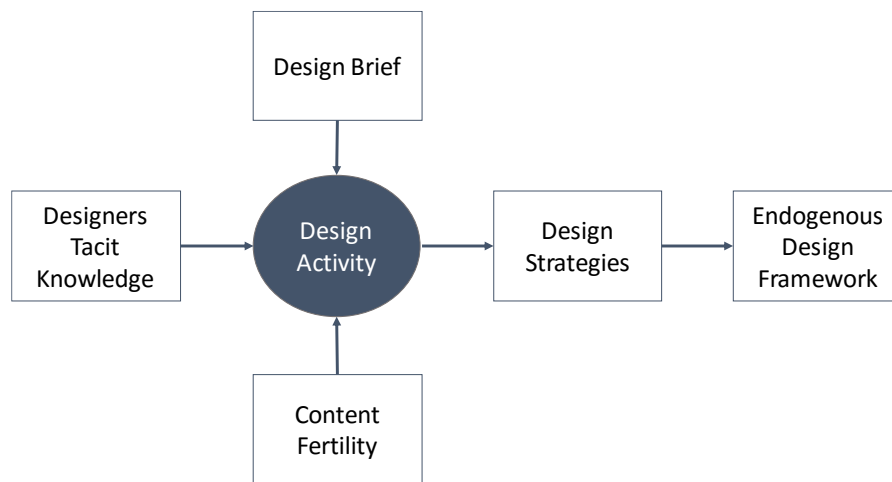 Design Brief
Designers
Tacit
Knowledge
Design
Activity
Design
Strategies
Endogenous
Design
Framework
Content
Fertility